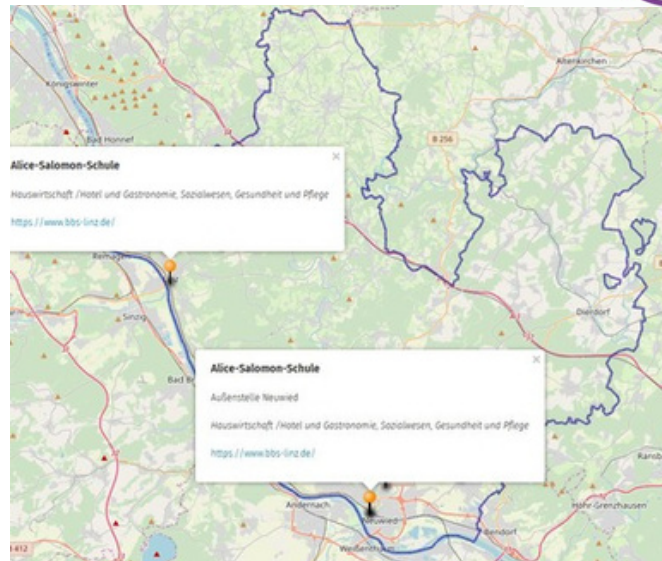 Königswinter
Altenkirchen
Bad Honnef
B 256
Alice-Salomon-Schule
Hauswirtschaft /Hotel und Gastronomie, Sozialwesen, Gesundheit und Pflege
https://www.bbs-linz.de/
Remagen
Sinzig
Dierdorf
Alice-Salomon-Schule
Außenstelle Neuwied
Hauswirtschaft /Hotel und Gastronomie, Sozialwesen, Gesundheit und Pflege
https://www.bbs-linz.de/
Bad
Andernach
Neuwied
Bendorf
Höhr-Grenzhausen
Weißenthurm